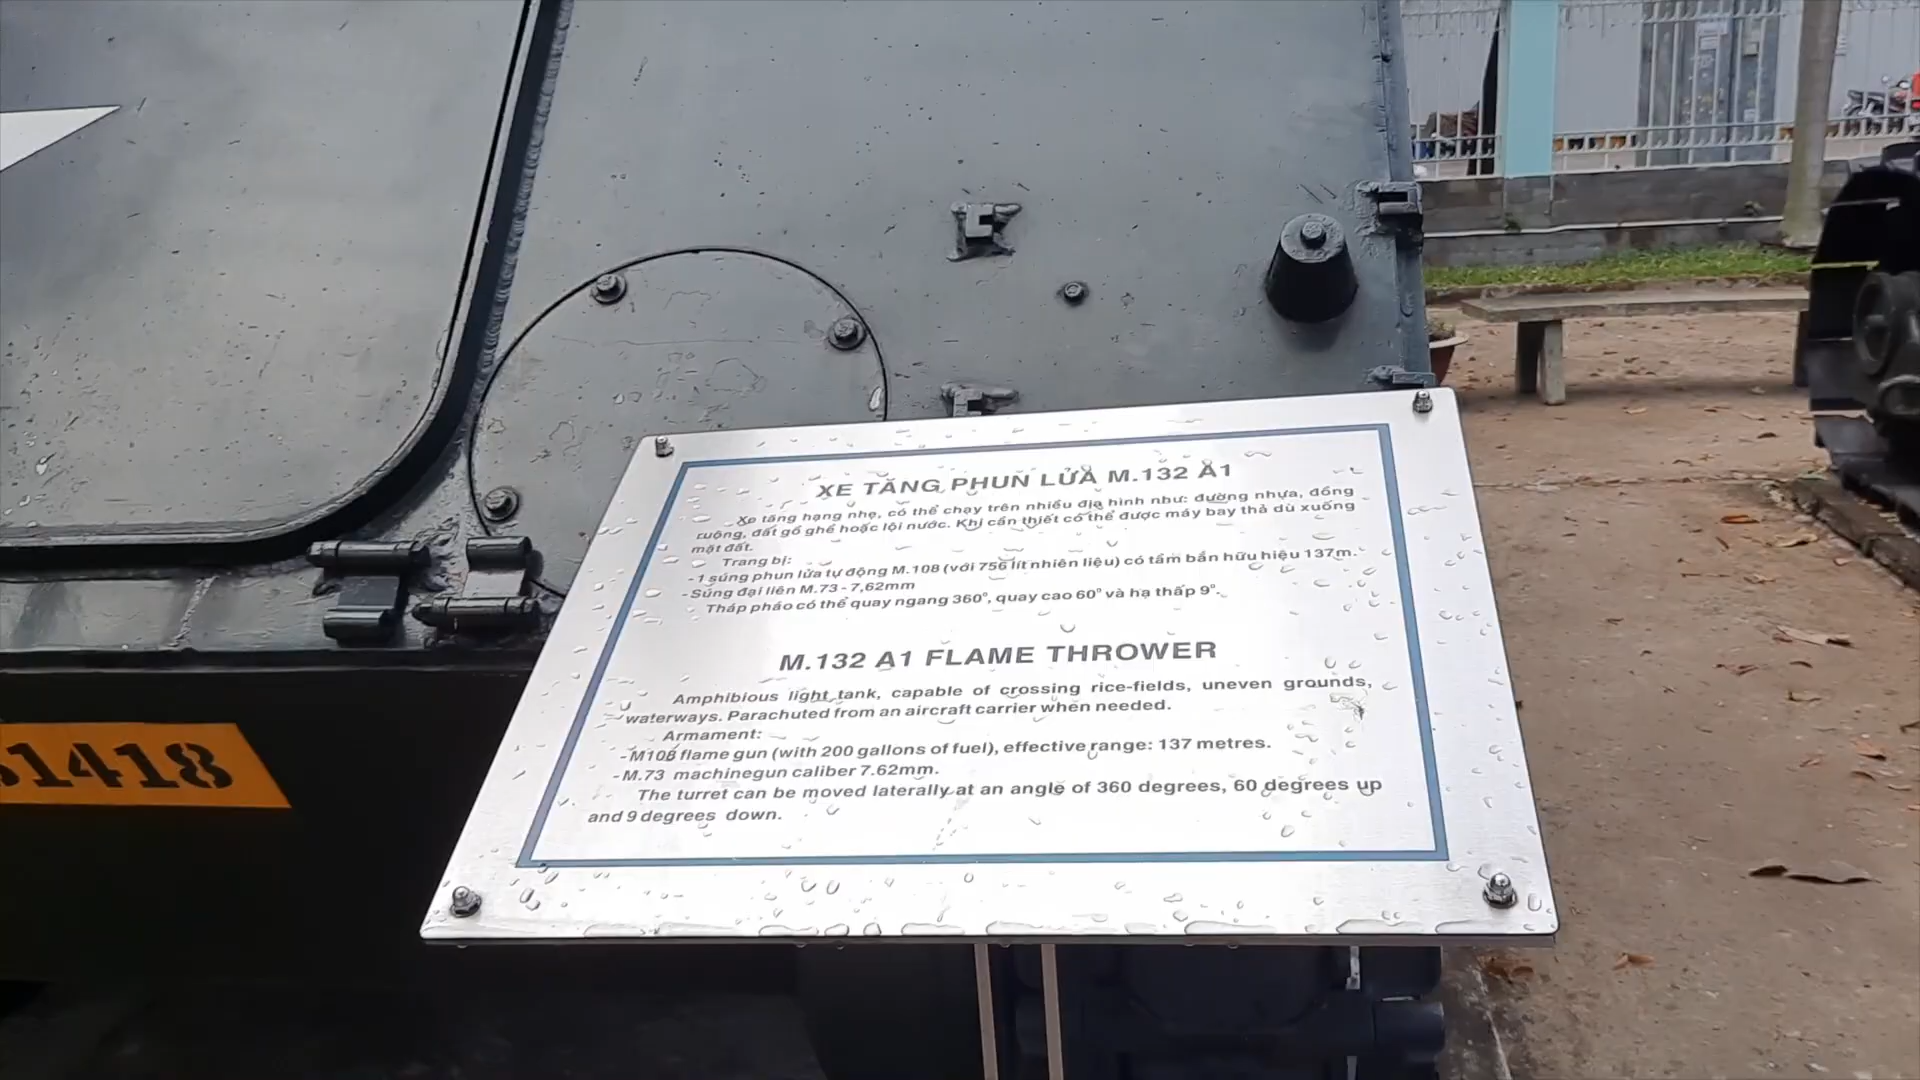 XE TĂNG PHUN LỬA M.132 A1
Xe tăng hạng nhẹ, có thể chạy trên nhiều địa hình như: đường nhựa, đồng
ruộng, đất gồ ghề hoặc lội nước. Khi cần thiết có thể được máy bay thả dù xuống
mặt đất.
Trang bị:
- 1 súng phun lửa tự động M.108 (với 756 lít nhiên liệu) có tầm bắn hữu hiệu 137m.
- Súng đại liên M.73 - 7,62mm
Tháp pháo có thể quay ngang 360°, quay cao 60° và hạ thấp 9°.
M.132 A1 FLAME THROWER
Amphibious light tank, capable of crossing rice-fields, uneven grounds,
waterways. Parachuted from an aircraft carrier when needed.
Armament:
- M108 flame gun (with 200 gallons of fuel), effective range: 137 metres.
- M.73 machinegun caliber 7.62mm.
The turret can be moved laterally at an angle of 360 degrees, 60 degrees up
and 9 degrees down.
1418